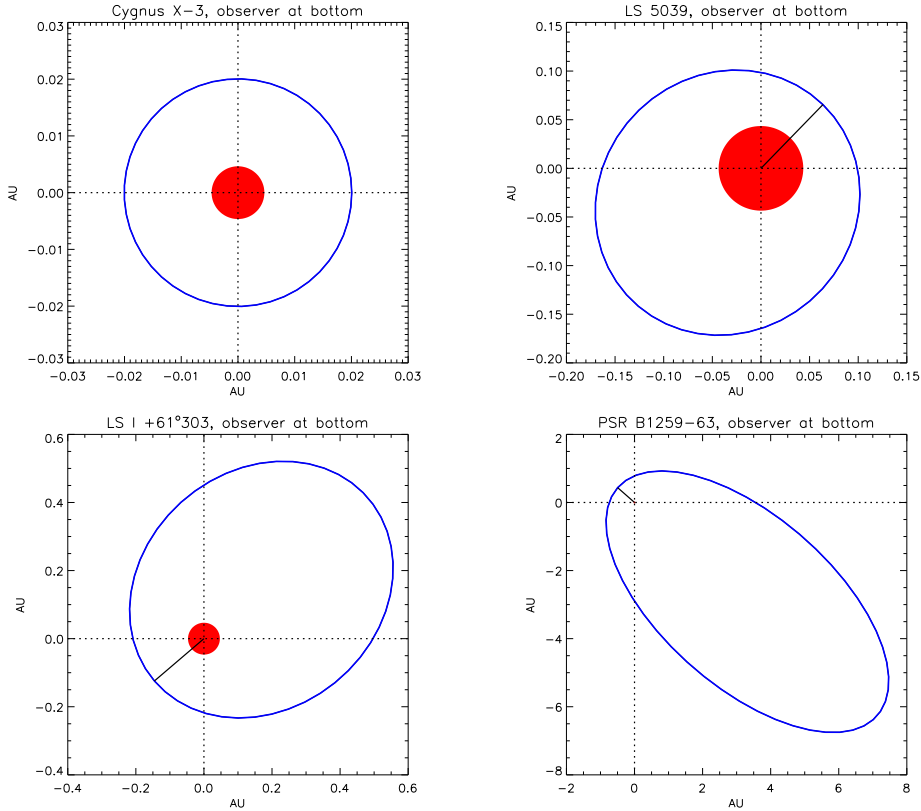 Cygnus X-3, observer at bottom
0.03
0.02
0.01
0.00
-0.01
-0.02
-0.03
AU
-0.03 -0.02 -0.01 0.00 0.01 0.02 0.03
AU
LS 5039, observer at bottom
0.15
0.10
0.05
0.00
-0.05
-0.10
-0.15
-0.20
AU
-0.20 -0.15 -0.10 -0.05 0.00 0.05 0.10 0.15
AU
LS I +61°303, observer at bottom
0.6
0.4
0.2
0.0
-0.2
-0.4
AU
-0.4 -0.2 0.0 0.2 0.4 0.6
AU
PSR B1259-63, observer at bottom
2
0
-2
-4
-6
-8
AU
-2 0 2 4 6 8
AU